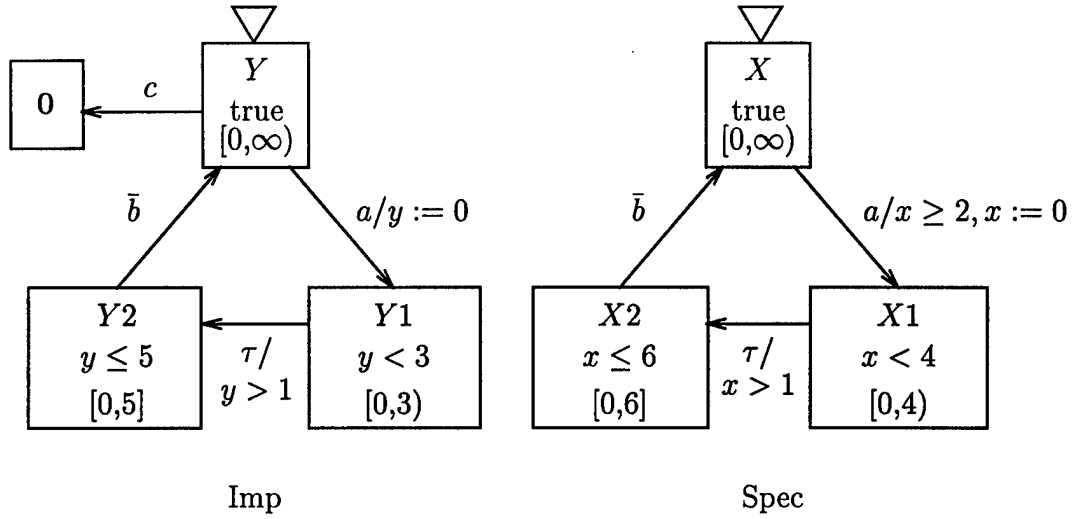 Y
true
[0,∞)
0
c
b̄
a/y := 0
Y2
y ≤ 5
[0,5]
τ/
y > 1
Y1
y < 3
[0,3)
Imp
X
true
[0,∞)
b̄
a/x ≥ 2, x := 0
X2
x ≤ 6
[0,6]
τ/
x > 1
X1
x < 4
[0,4)
Spec